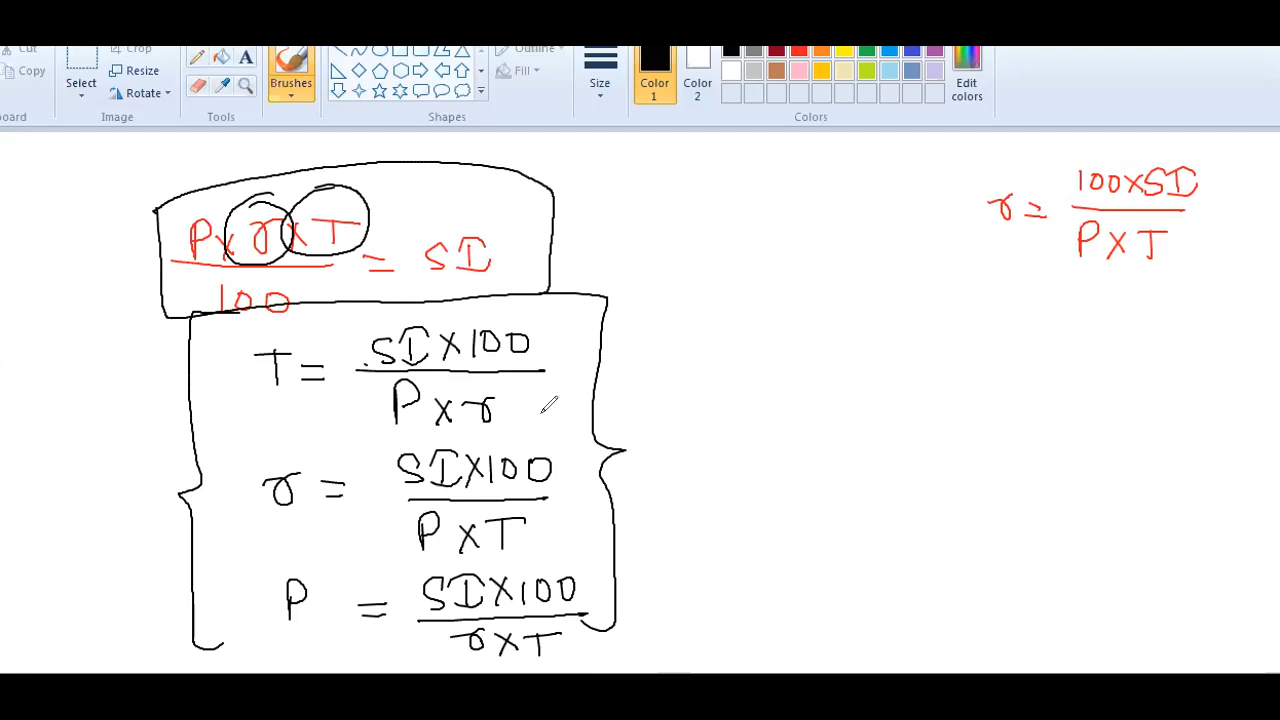 Cut
Crop
Outline
Copy
Select
Resize
Rotate
Brushes
Fill
Size
Color 1
Color 2
Edit colors
oard
Image
Tools
Shapes
Colors
P x r x T / 100 = SI
r = 100 x SI / P x T
T = SI x 100 / P x r
r = SI x 100 / P x T
P = SI x 100 / r x T